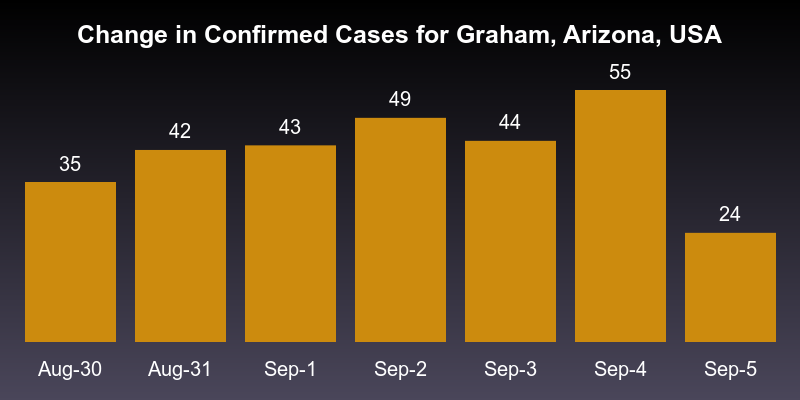 Change in Confirmed Cases for Graham, Arizona, USA
35
42
43
49
44
55
24
Aug-30
Aug-31
Sep-1
Sep-2
Sep-3
Sep-4
Sep-5